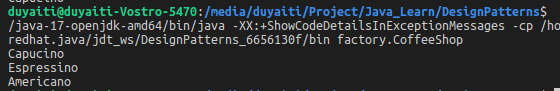 duyaiti@duyaiti-Vostro-5470:/media/duyaiti/Project/Java_Learn/DesignPatterns$
/java-17-openjdk-amd64/bin/java -XX:+ShowCodeDetailsInExceptionMessages -cp /ho
redhat.java/jdt_ws/DesignPatterns_6656130f/bin factory.CoffeeShop
Capucino
Espressino
Americano